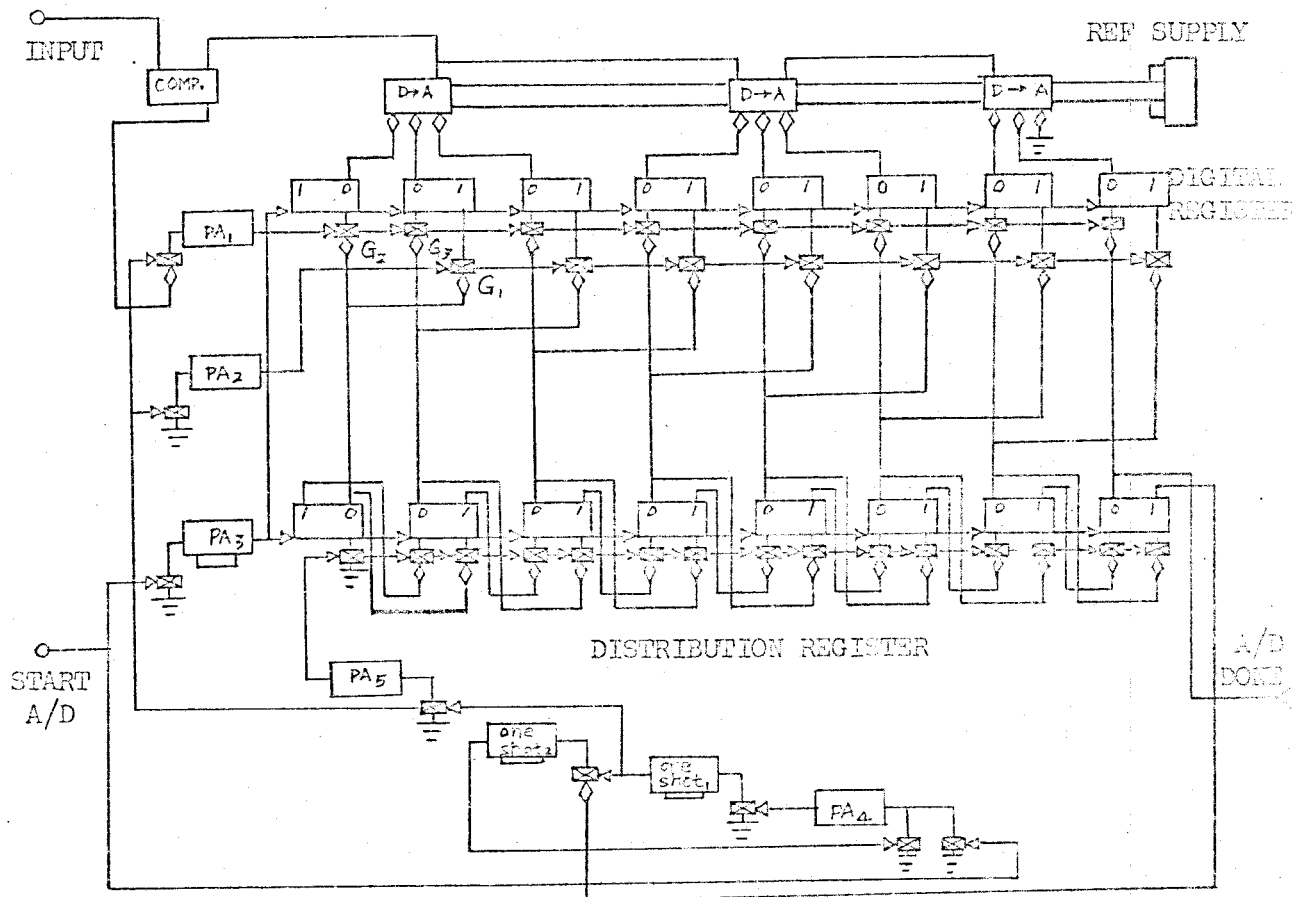 INPUT
REF SUPPLY
COMP.
D→A
D→A
D→A
1 0
0 1
0 1
0 1
0 1
0 1
0 1
0 1
DIGITAL
REGISTER
PA1
G2
G3
G1
PA2
PA3
1 0
0 1
0 1
0 1
0 1
0 1
0 1
0 1
DISTRIBUTION REGISTER
START
A/D
A/D
DONE
PA5
one
shot2
one
shot1
PA4